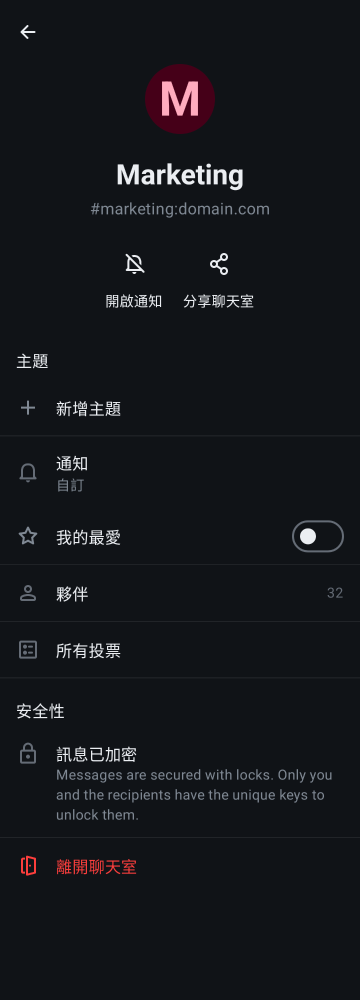 M
Marketing
#marketing:domain.com
開啟通知
分享聊天室
主題
新增主題
通知
自訂
我的最愛
夥伴
32
所有投票
安全性
訊息已加密
Messages are secured with locks. Only you
and the recipients have the unique keys to
unlock them.
離開聊天室